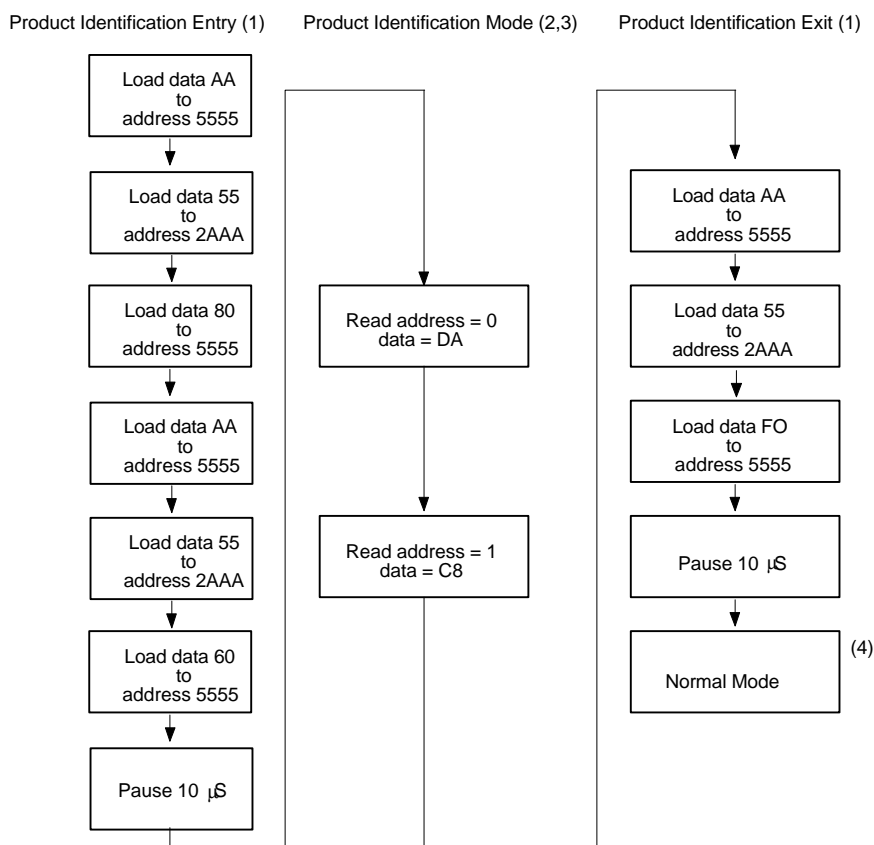 Product Identification Entry (1)
Load data AA
to
address 5555
Load data 55
to
address 2AAA
Load data 80
to
address 5555
Load data AA
to
address 5555
Load data 55
to
address 2AAA
Load data 60
to
address 5555
Pause 10 μS
Product Identification Mode (2,3)
Read address = 0
data = DA
Read address = 1
data = C8
Product Identification Exit (1)
Load data AA
to
address 5555
Load data 55
to
address 2AAA
Load data FO
to
address 5555
Pause 10 μS
Normal Mode
(4)